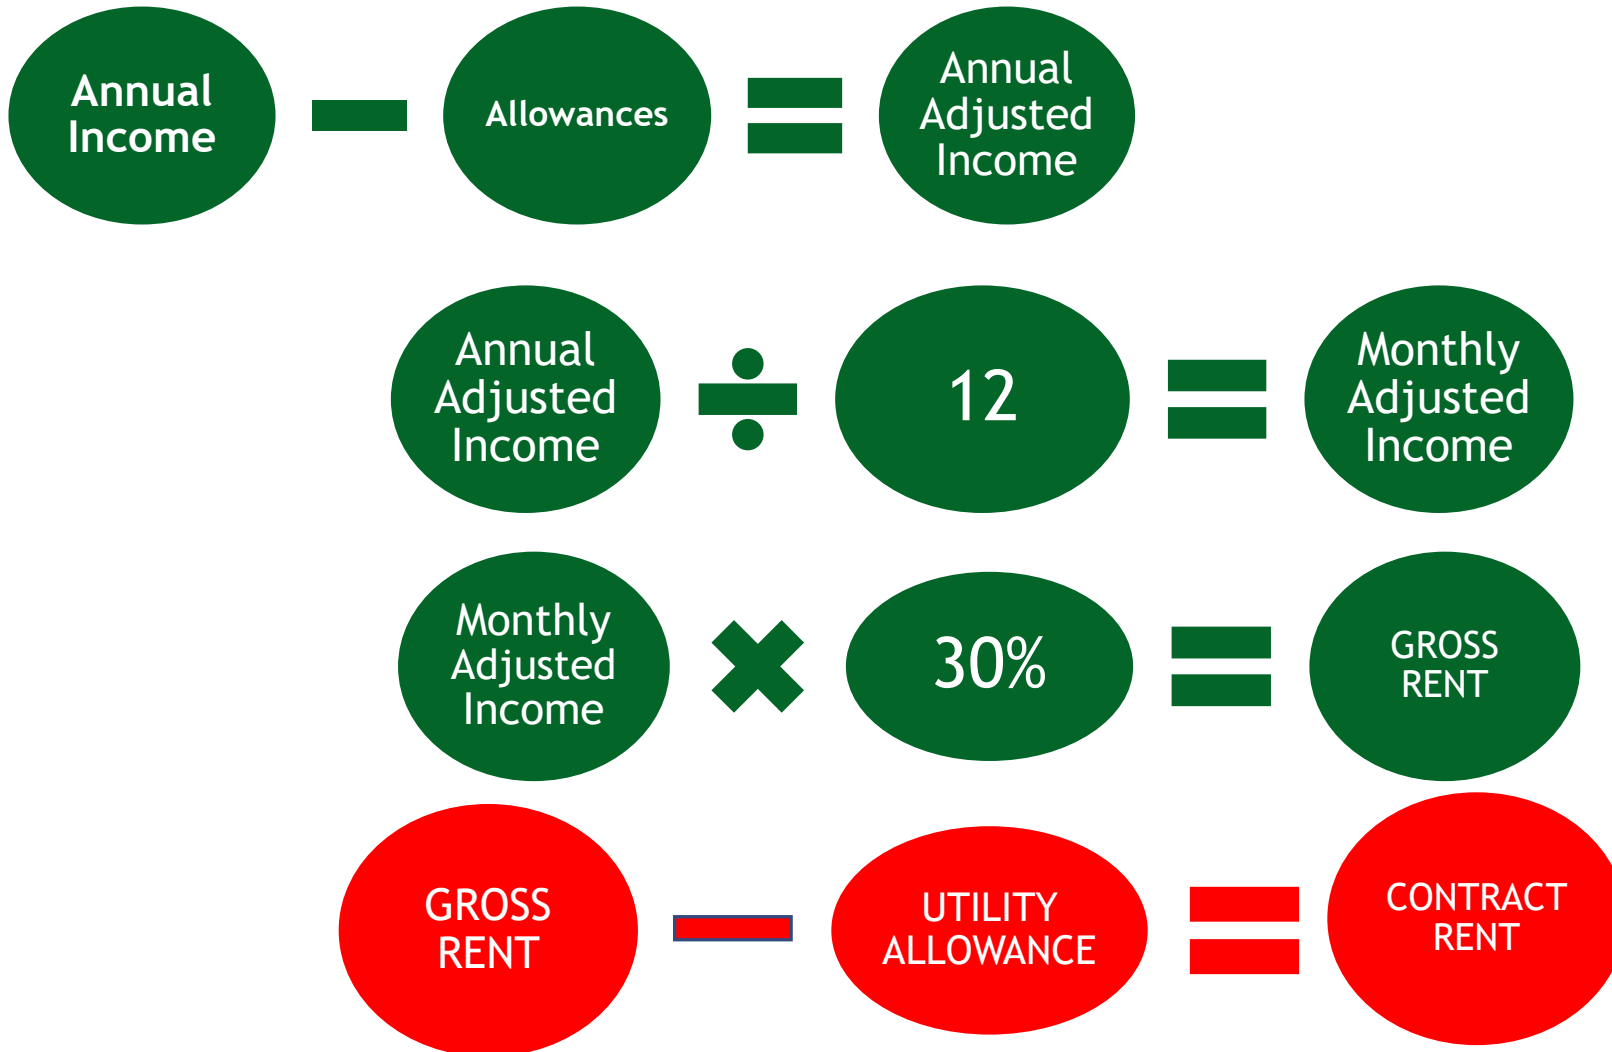 Annual
Income
Allowances
Annual
Adjusted
Income
Annual
Adjusted
Income
12
Monthly
Adjusted
Income
Monthly
Adjusted
Income
30%
GROSS
RENT
GROSS
RENT
UTILITY
ALLOWANCE
CONTRACT
RENT